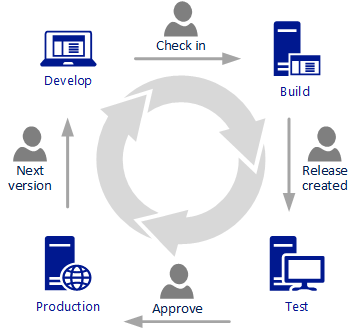 Check in
Develop
Build
Next
version
Release
created
Production
Approve
Test